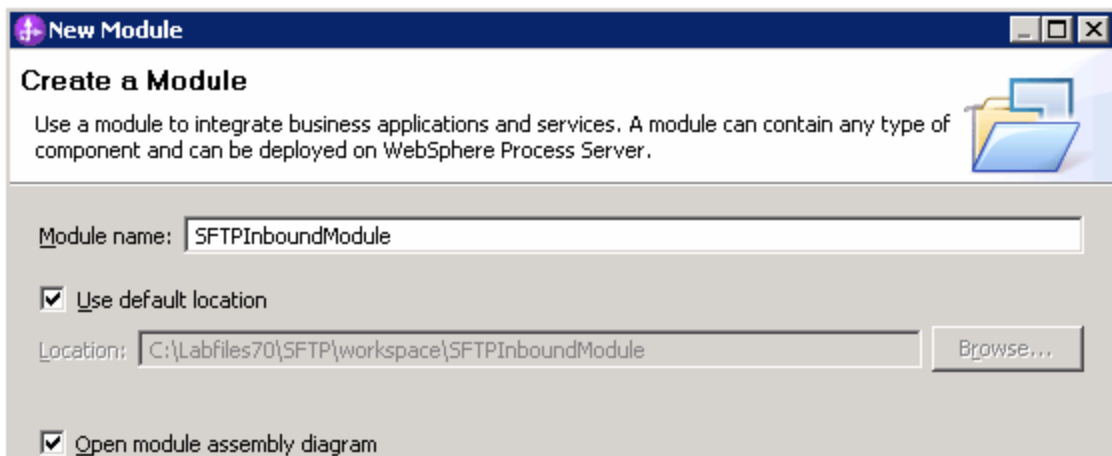 New Module
Create a Module
Use a module to integrate business applications and services. A module can contain any type of
component and can be deployed on WebSphere Process Server.
Module name: SFTPInboundModule
Use default location
Location: C:\Labfiles70\SFTP\workspace\SFTPInboundModule Browse...
Open module assembly diagram